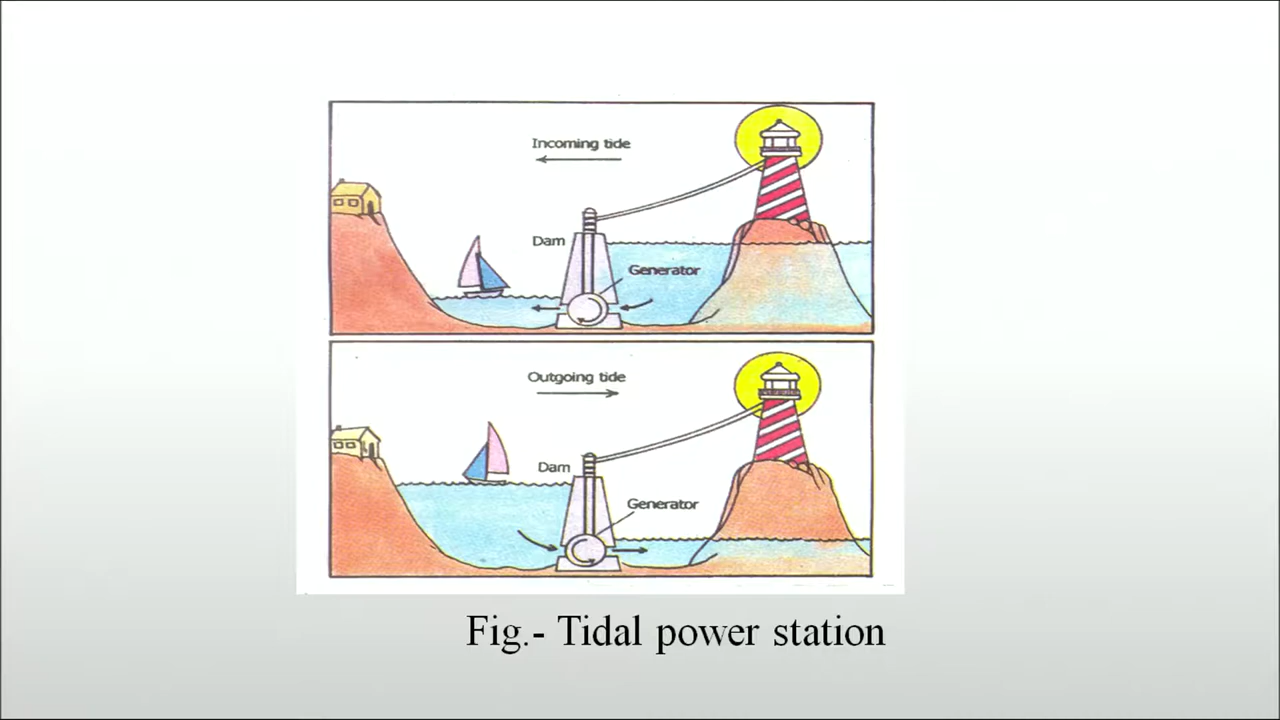 Incoming tide
Dam
Generator
Outgoing tide
Dam
Generator
Fig.- Tidal power station